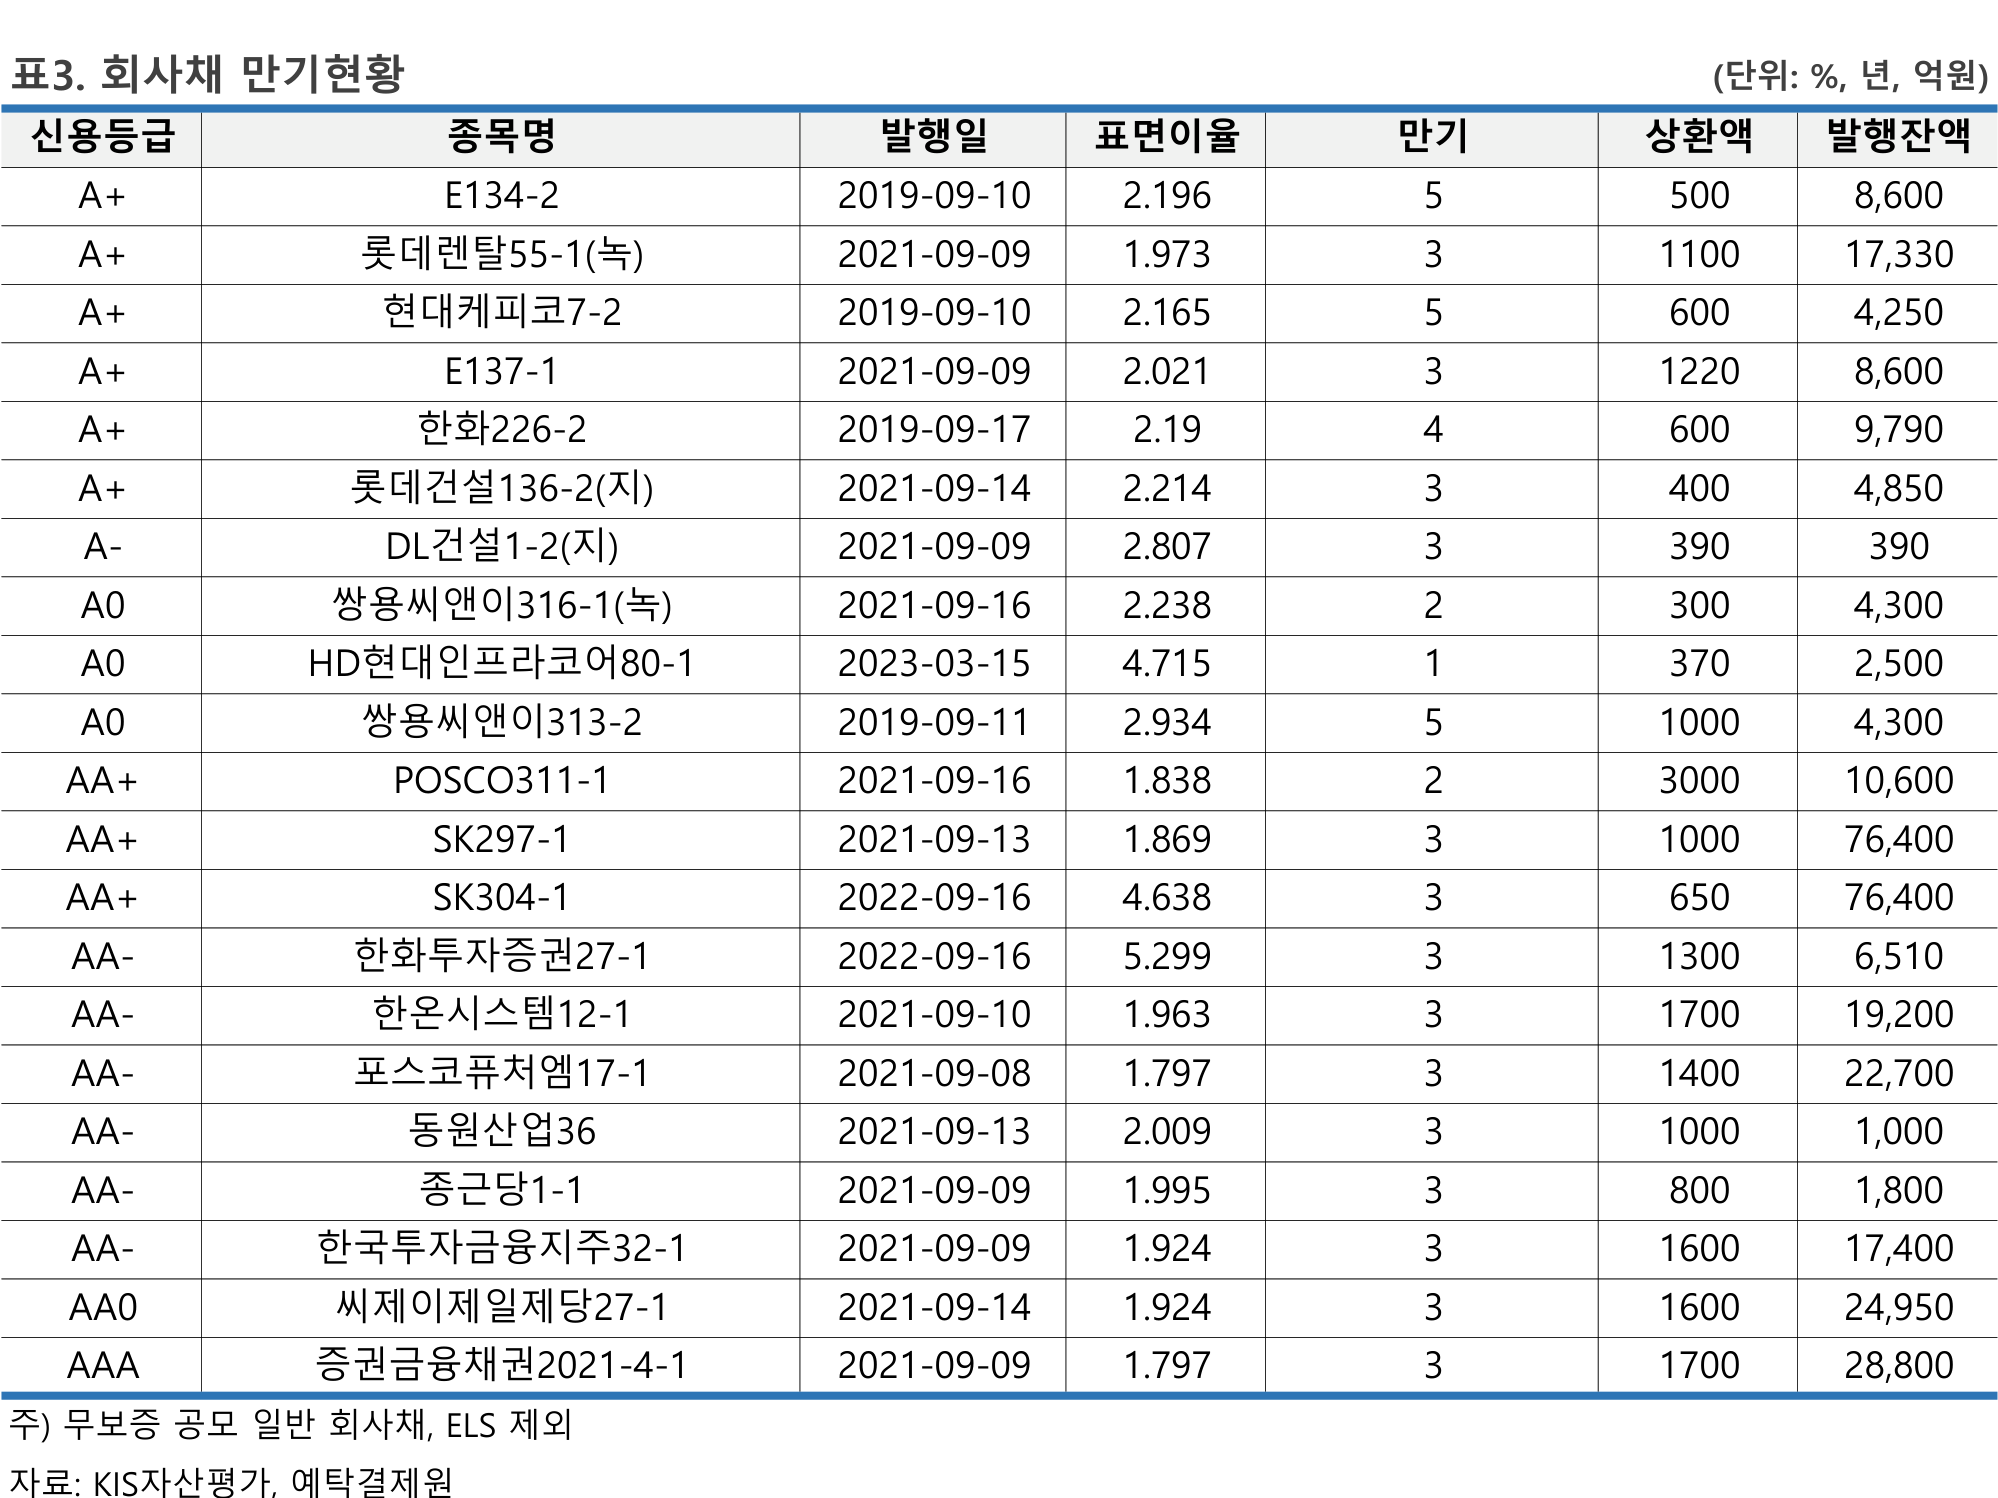 표3. 회사채 만기현황 (단위: %, 년, 억원)
신용등급 종목명 발행일 표면이율 만기 상환액 발행잔액
A+ E134-2 2019-09-10 2.196 5 500 8,600
A+ 롯데렌탈55-1(녹) 2021-09-09 1.973 3 1100 17,330
A+ 현대케피코7-2 2019-09-10 2.165 5 600 4,250
A+ E137-1 2021-09-09 2.021 3 1220 8,600
A+ 한화226-2 2019-09-17 2.19 4 600 9,790
A+ 롯데건설136-2(지) 2021-09-14 2.214 3 400 4,850
A- DL건설1-2(지) 2021-09-09 2.807 3 390 390
A0 쌍용씨앤이316-1(녹) 2021-09-16 2.238 2 300 4,300
A0 HD현대인프라코어80-1 2023-03-15 4.715 1 370 2,500
A0 쌍용씨앤이313-2 2019-09-11 2.934 5 1000 4,300
AA+ POSCO311-1 2021-09-16 1.838 2 3000 10,600
AA+ SK297-1 2021-09-13 1.869 3 1000 76,400
AA+ SK304-1 2022-09-16 4.638 3 650 76,400
AA- 한화투자증권27-1 2022-09-16 5.299 3 1300 6,510
AA- 한온시스템12-1 2021-09-10 1.963 3 1700 19,200
AA- 포스코퓨처엠17-1 2021-09-08 1.797 3 1400 22,700
AA- 동원산업36 2021-09-13 2.009 3 1000 1,000
AA- 종근당1-1 2021-09-09 1.995 3 800 1,800
AA- 한국투자금융지주32-1 2021-09-09 1.924 3 1600 17,400
AA0 씨제이제일제당27-1 2021-09-14 1.924 3 1600 24,950
AAA 증권금융채권2021-4-1 2021-09-09 1.797 3 1700 28,800
주) 무보증 공모 일반 회사채, ELS 제외
자료: KIS자산평가, 예탁결제원